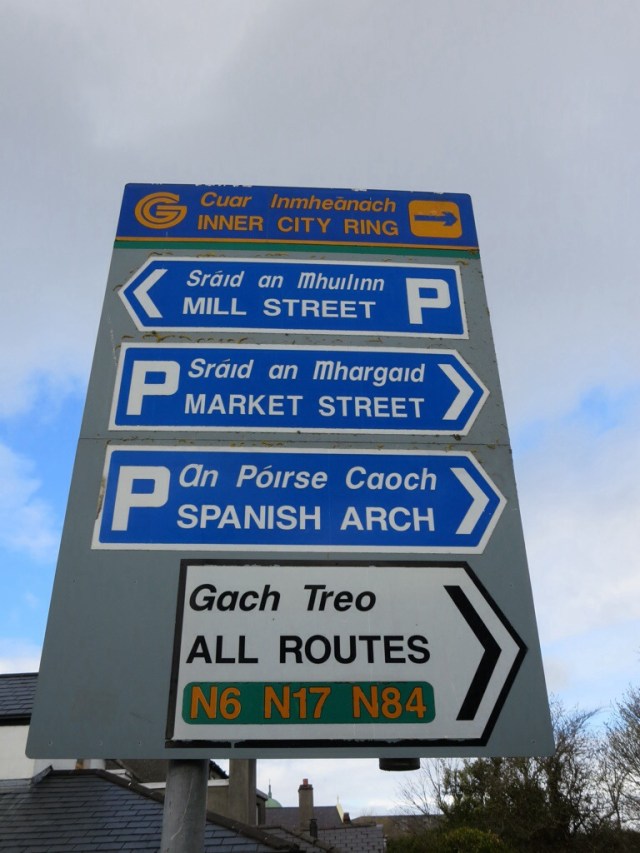 Cuar Inmheánach
INNER CITY RING
Sráid an Mhuilinn
MILL STREET
P
P
Sráid an Mhargaid
MARKET STREET
P
An Póirse Caoch
SPANISH ARCH
Gach Treo
ALL ROUTES
N6 N17 N84